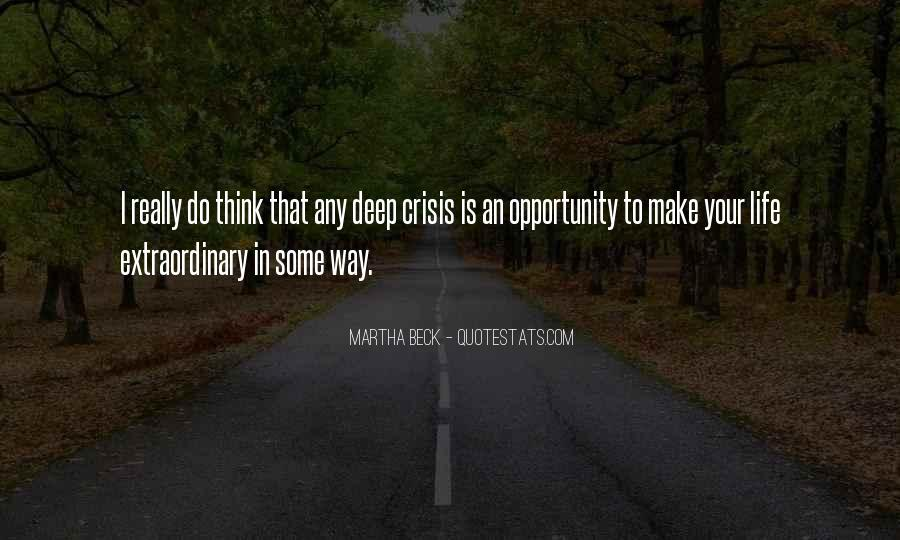 I really do think that any deep crisis is an opportunity to make your life
extraordinary in some way.
MARTHA BECK - QUOTESTATS.COM